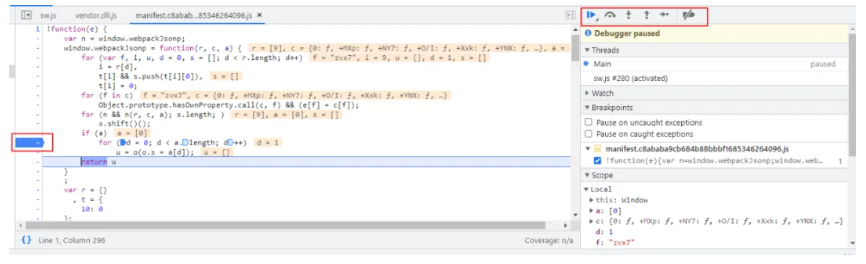 sw.js vendor.dll.js manifest.c8abab...85346264096.js ×
1 !function(e) {
- var n = window.webpackJsonp;
- window.webpackJsonp = function(r, c, a) { r = [9], c = {0: ƒ, +MXp: ƒ, +NY7: ƒ, +O/I: ƒ, +Xxk: ƒ, +YNX: ƒ, …}, a =
- for (var f, i, u, d = 0, s = []; d < r.length; d++) f = "zvx7", i = 9, u = {}, d = 1, s = []
- i = r[d],
- t[i] && s.push(t[i][0]), s = []
- t[i] = 0;
- for (f in c) f = "zvx7", c = {0: ƒ, +MXp: ƒ, +NY7: ƒ, +O/I: ƒ, +Xxk: ƒ, +YNX: ƒ, …}
- Object.prototype.hasOwnProperty.call(c, f) && (e[f] = c[f]);
- for (n && n(r, c, a); s.length; ) r = [9], a = [0], s = []
- s.shift()();
- if (a) a = [0]
- for (d = 0; d < a.length; d++) d = 1
- u = o(o.s = a[d]); u = {}
- return u
- }
- ;
- var r = {}
- , t = {
- 10: 0
- };
{} Line 1, Column 296
Coverage: n/a
Debugger paused
Threads
Main paused
sw.js #280 (activated)
Watch
Breakpoints
Pause on uncaught exceptions
Pause on caught exceptions
manifest.c8ababa9cb684b88bbbf1685346264096.js
!function(e){var n=window.webpackJsonp;window.web… 1
Scope
Local
this: Window
a: [0]
c: {0: ƒ, +MXp: ƒ, +NY7: ƒ, +O/I: ƒ, +Xxk: ƒ, +YNX: ƒ, …}
d: 1
f: "zvx7"